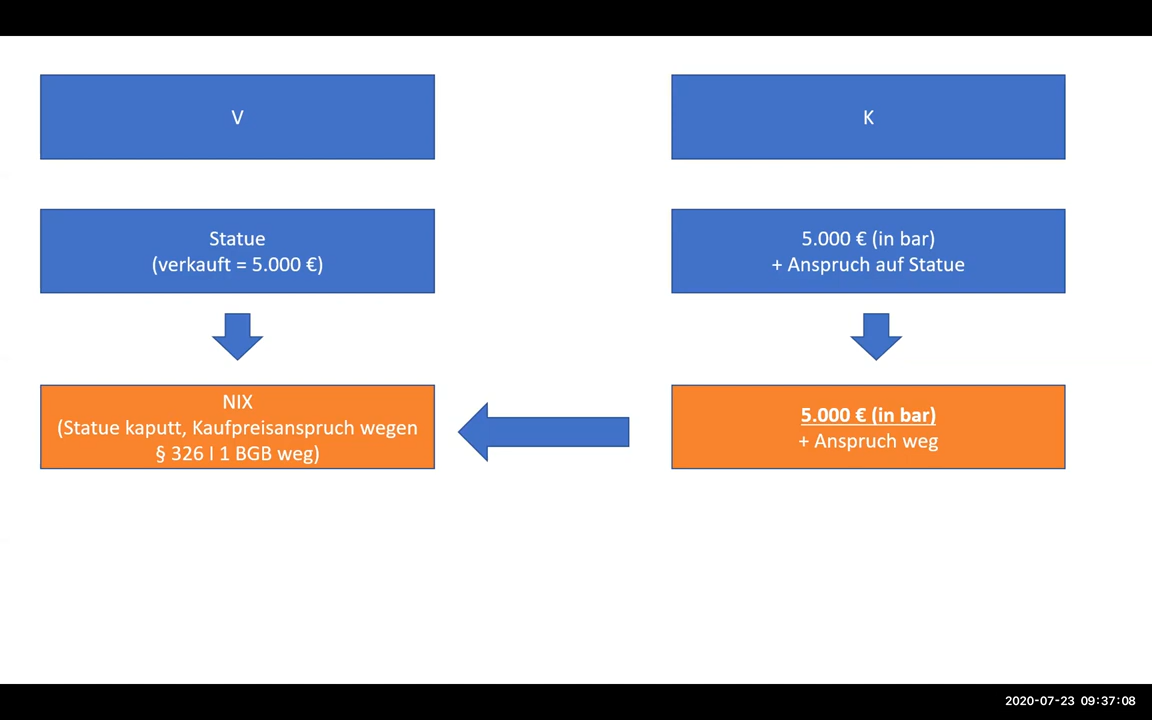 V
K
Statue
(verkauft = 5.000 €)
5.000 € (in bar)
+ Anspruch auf Statue
NIX
(Statue kaputt, Kaufpreisanspruch wegen
§ 326 I 1 BGB weg)
5.000 € (in bar)
+ Anspruch weg
2020-07-23 09:37:08